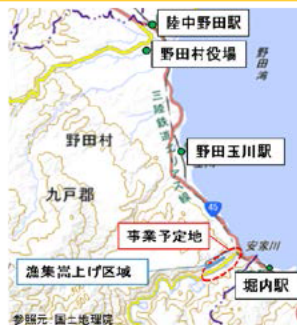 陸中野田駅
野田村役場
野田湾
三陸鉄道リアス線
野田村
野田玉川駅
九戸郡
45
事業予定地
安家川
漁集嵩上げ区域
堀内駅
参照元:国土地理院